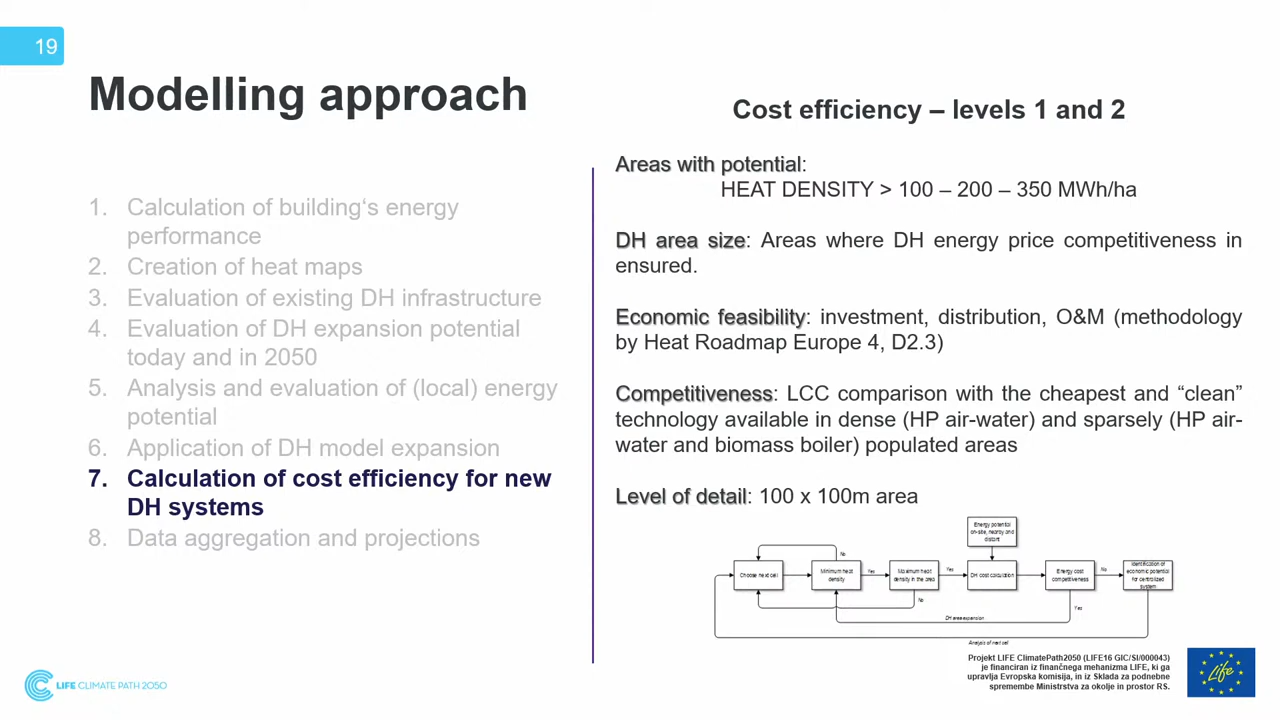 19
Modelling approach
1. Calculation of building‘s energy
performance
2. Creation of heat maps
3. Evaluation of existing DH infrastructure
4. Evaluation of DH expansion potential
today and in 2050
5. Analysis and evaluation of (local) energy
potential
6. Application of DH model expansion
7. Calculation of cost efficiency for new
DH systems
8. Data aggregation and projections
Cost efficiency – levels 1 and 2
Areas with potential:
HEAT DENSITY > 100 – 200 – 350 MWh/ha
DH area size: Areas where DH energy price competitiveness in
ensured.
Economic feasibility: investment, distribution, O&M (methodology
by Heat Roadmap Europe 4, D2.3)
Competitiveness: LCC comparison with the cheapest and “clean”
technology available in dense (HP air-water) and sparsely (HP air-
water and biomass boiler) populated areas
Level of detail: 100 x 100m area
Energy potential
on-site, nearby and
distant
No
Choose next cell
Minimum heat
density
Yes
Maximum heat
density in the area
Yes
DH cost calculation
Energy cost
competitiveness
No
Identification of
economic potential
for centralized
system
No
Yes
DH area expansion
Analysis of next cell
LIFE CLIMATE PATH 2050
Projekt LIFE ClimatePath2050 (LIFE16 GIC/SI/000043)
je financiran iz finančnega mehanizma LIFE, ki ga
upravlja Evropska komisija, in iz Sklada za podnebne
spremembe Ministrstva za okolje in prostor RS.
Life